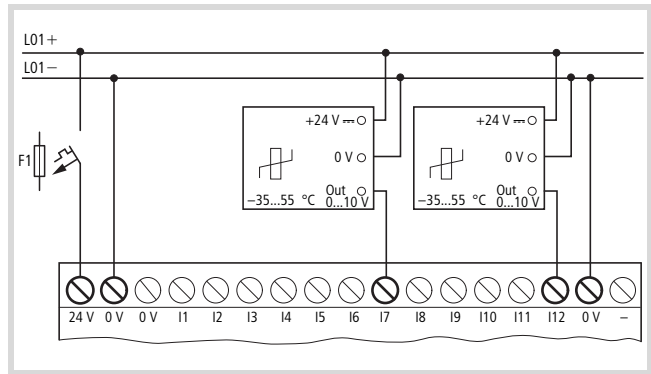 L01+
L01−
F1
+24 V ⎓
0 V
Out
−35...55 °C 0...10 V
+24 V ⎓
0 V
Out
−35...55 °C 0...10 V
24 V 0 V 0 V I1 I2 I3 I4 I5 I6 I7 I8 I9 I10 I11 I12 0 V –